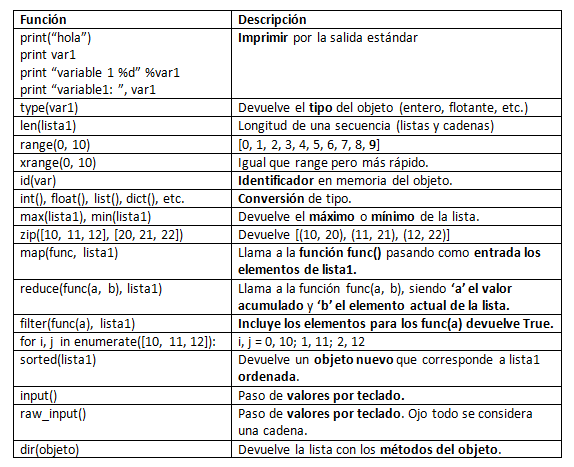 Función Descripción
print(“hola”) Imprimir por la salida estándar
print var1
print “variable 1 %d” %var1
print “variable1: ”, var1
type(var1) Devuelve el tipo del objeto (entero, flotante, etc.)
len(lista1) Longitud de una secuencia (listas y cadenas)
range(0, 10) [0, 1, 2, 3, 4, 5, 6, 7, 8, 9]
xrange(0, 10) Igual que range pero más rápido.
id(var) Identificador en memoria del objeto.
int(), float(), list(), dict(), etc. Conversión de tipo.
max(lista1), min(lista1) Devuelve el máximo o mínimo de la lista.
zip([10, 11, 12], [20, 21, 22]) Devuelve [(10, 20), (11, 21), (12, 22)]
map(func, lista1) Llama a la función func() pasando como entrada los
elementos de lista1.
reduce(func(a, b), lista1) Llama a la función func(a, b), siendo ‘a’ el valor
acumulado y ‘b’ el elemento actual de la lista.
filter(func(a), lista1) Incluye los elementos para los func(a) devuelve True.
for i, j in enumerate([10, 11, 12]): i, j = 0, 10; 1, 11; 2, 12
sorted(lista1) Devuelve un objeto nuevo que corresponde a lista1
ordenada.
input() Paso de valores por teclado.
raw_input() Paso de valores por teclado. Ojo todo se considera
una cadena.
dir(objeto) Devuelve la lista con los métodos del objeto.